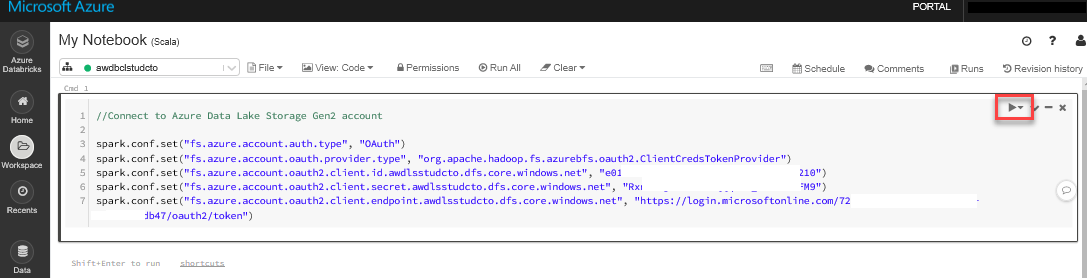 Microsoft Azure
PORTAL
My Notebook (Scala)
Azure
Databricks
Home
Workspace
Recents
Data
awdbclstudcto
File
View: Code
Permissions
Run All
Clear
Schedule
Comments
Runs
Revision history
Cmd 1
1 //Connect to Azure Data Lake Storage Gen2 account
2
3 spark.conf.set("fs.azure.account.auth.type", "OAuth")
4 spark.conf.set("fs.azure.account.oauth.provider.type", "org.apache.hadoop.fs.azurebfs.oauth2.ClientCredsTokenProvider")
5 spark.conf.set("fs.azure.account.oauth2.client.id.awdlsstudcto.dfs.core.windows.net", "e01 210")
6 spark.conf.set("fs.azure.account.oauth2.client.secret.awdlsstudcto.dfs.core.windows.net", "Rx FM9")
7 spark.conf.set("fs.azure.account.oauth2.client.endpoint.awdlsstudcto.dfs.core.windows.net", "https://login.microsoftonline.com/72 -
db47/oauth2/token")
Shift+Enter to run shortcuts